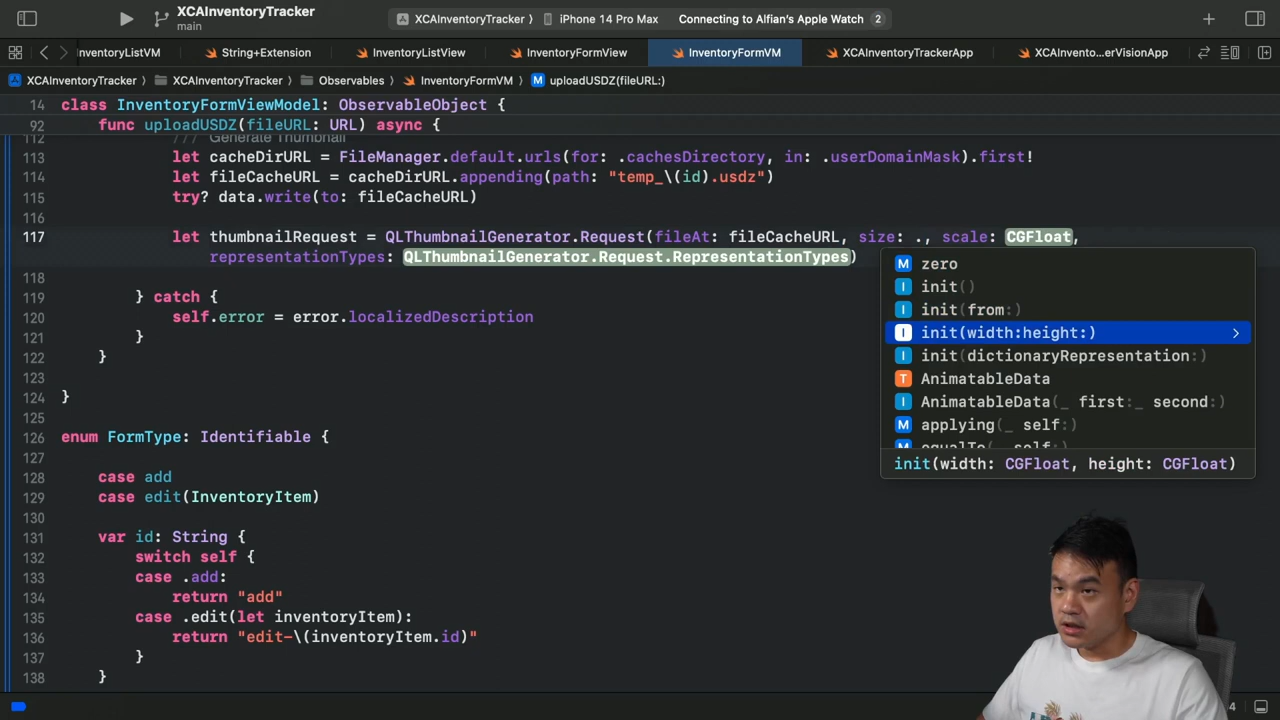 XCAInventoryTracker
main
XCAInventoryTracker 〉 iPhone 14 Pro Max
Connecting to Alfian's Apple Watch 2
nventoryListVM
String+Extension
InventoryListView
InventoryFormView
InventoryFormVM
XCAInventoryTrackerApp
XCAInvento...erVisionApp
XCAInventoryTracker 〉 XCAInventoryTracker 〉 Observables 〉 InventoryFormVM 〉 M uploadUSDZ(fileURL:)
14 class InventoryFormViewModel: ObservableObject {
92 func uploadUSDZ(fileURL: URL) async {
112 /// Generate Thumbnail
113 let cacheDirURL = FileManager.default.urls(for: .cachesDirectory, in: .userDomainMask).first!
114 let fileCacheURL = cacheDirURL.appending(path: "temp_\(id).usdz")
115 try? data.write(to: fileCacheURL)
116
117 let thumbnailRequest = QLThumbnailGenerator.Request(fileAt: fileCacheURL, size: ., scale: CGFloat,
representationTypes: QLThumbnailGenerator.Request.RepresentationTypes)
M zero
I init()
I init(from:)
I init(width:height:)
I init(dictionaryRepresentation:)
T AnimatableData
I AnimatableData(_ first:_ second:)
M applying(_ self:)
M equalTo(_ self:)
init(width: CGFloat, height: CGFloat)
118
119 } catch {
120 self.error = error.localizedDescription
121 }
122 }
123
124 }
125
126 enum FormType: Identifiable {
127
128 case add
129 case edit(InventoryItem)
130
131 var id: String {
132 switch self {
133 case .add:
134 return "add"
135 case .edit(let inventoryItem):
136 return "edit-\(inventoryItem.id)"
137 }
138 }
4